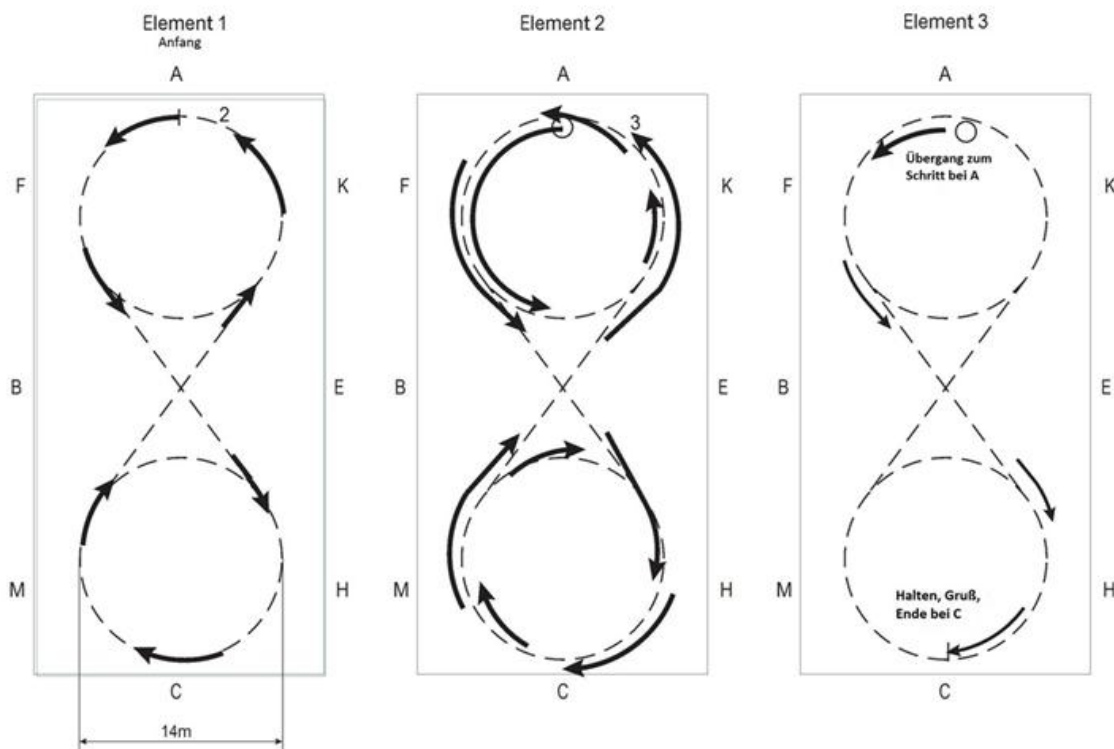 Element 1
Anfang
A
2
F
K
B
E
M
H
C
14m
Element 2
A
3
F
K
B
E
M
H
C
Element 3
A
Übergang zum
Schritt bei A
F
K
B
E
M
H
Halten, Gruß,
Ende bei C
C